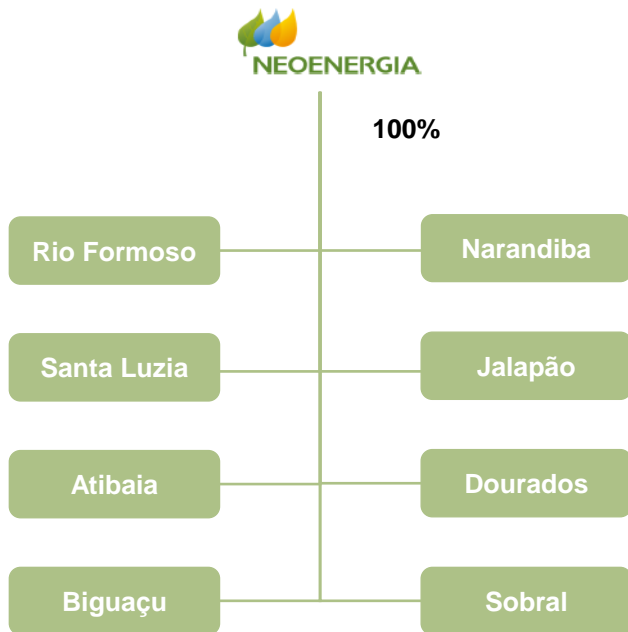 NEOENERGIA
100%
Rio Formoso
Narandiba
Santa Luzia
Jalapão
Atibaia
Dourados
Biguaçu
Sobral